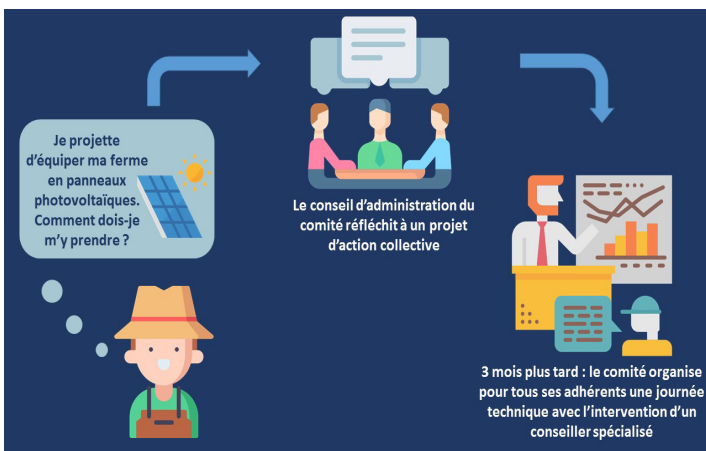 Je projette
d'équiper ma ferme
en panneaux
photovoltaïques.
Comment dois-je
m'y prendre ?
Le conseil d'administration du
comité réfléchit à un projet
d'action collective
3 mois plus tard : le comité organise
pour tous ses adhérents une journée
technique avec l'intervention d'un
conseiller spécialisé